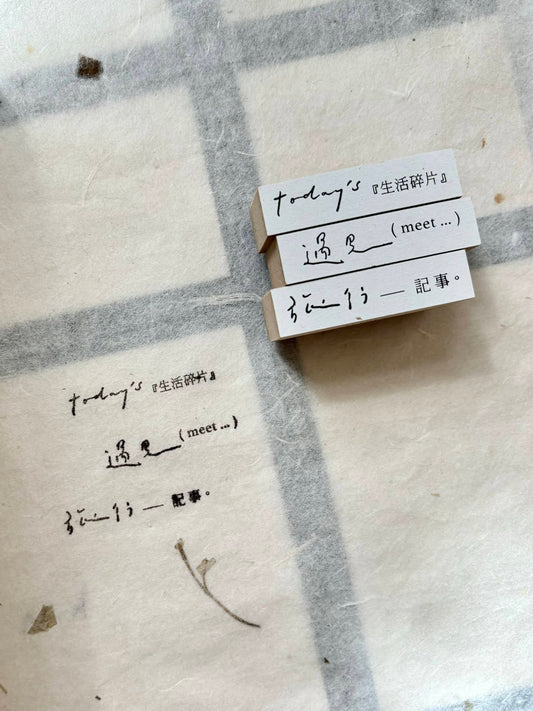 today's『生活碎片』
遇見(meet...)
旅行—記事。
today's『生活碎片』
遇見(meet...)
旅行—記事。